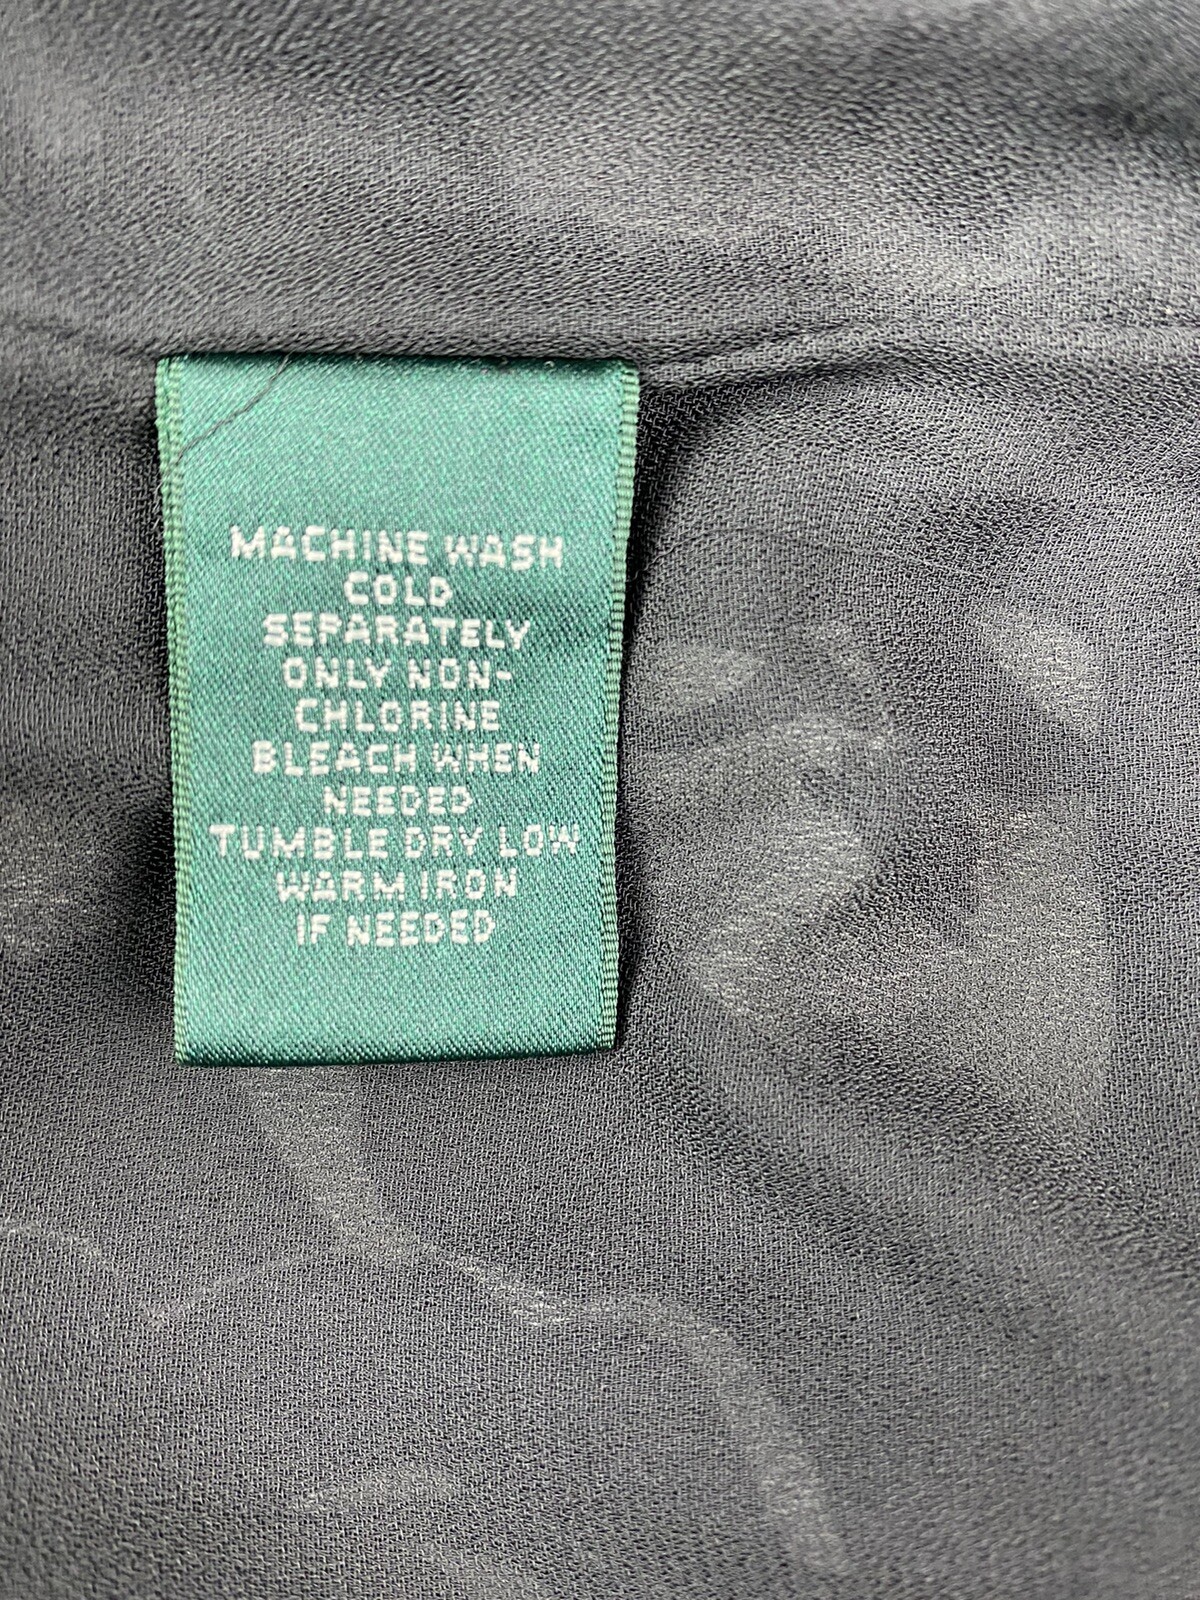 MACHINE WASH
COLD
SEPARATELY
ONLY NON-
CHLORINE
BLEACH WHEN
NEEDED
TUMBLE DRY LOW
WARM IRON
IF NEEDED